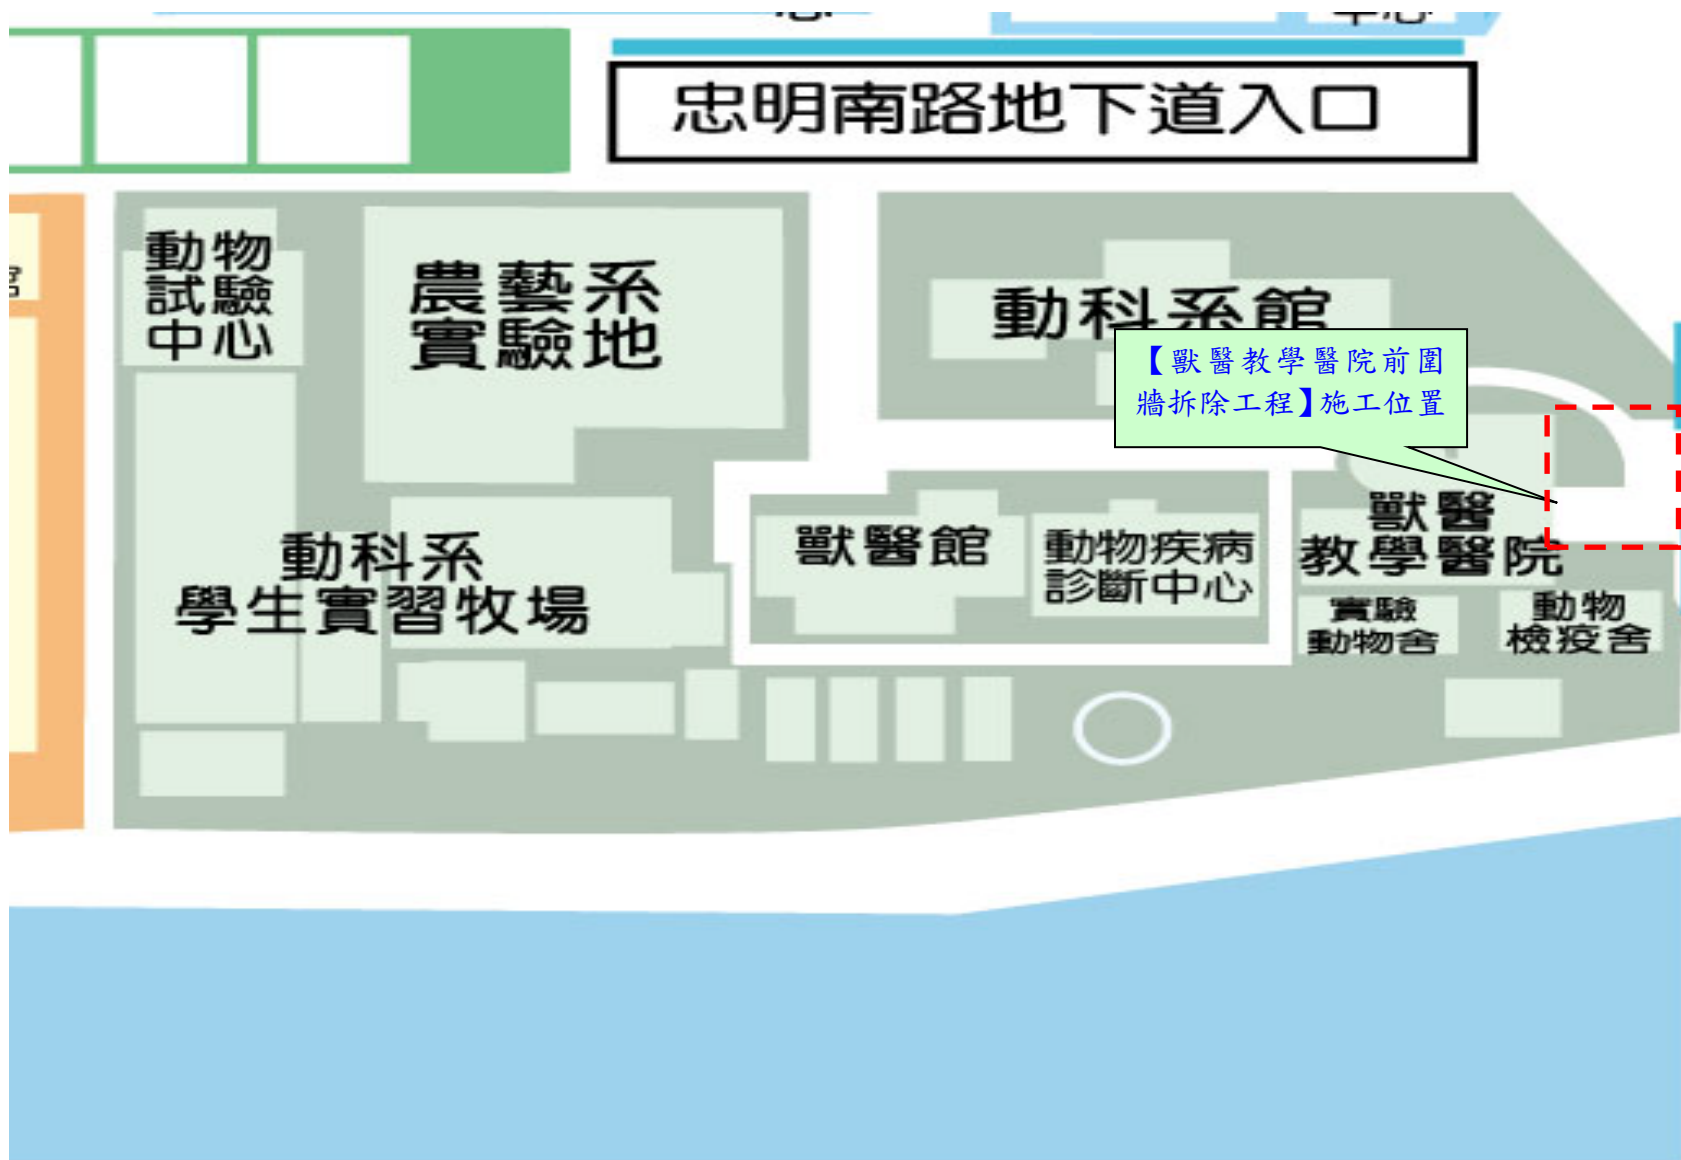 忠明南路地下道入口
動物
試驗
中心
農藝系
實驗地
動科系館
【獸醫教學醫院前圍
牆拆除工程】施工位置
動科系
學生實習牧場
獸醫館
動物疾病
診斷中心
獸醫
教學醫院
實驗
動物舍
動物
檢疫舍